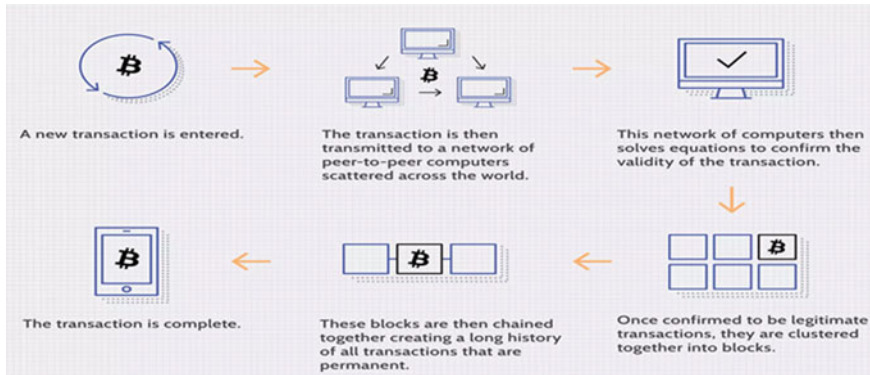 A new transaction is entered.
The transaction is then
transmitted to a network of
peer-to-peer computers
scattered across the world.
This network of computers then
solves equations to confirm the
validity of the transaction.
Once confirmed to be legitimate
transactions, they are clustered
together into blocks.
These blocks are then chained
together creating a long history
of all transactions that are
permanent.
The transaction is complete.